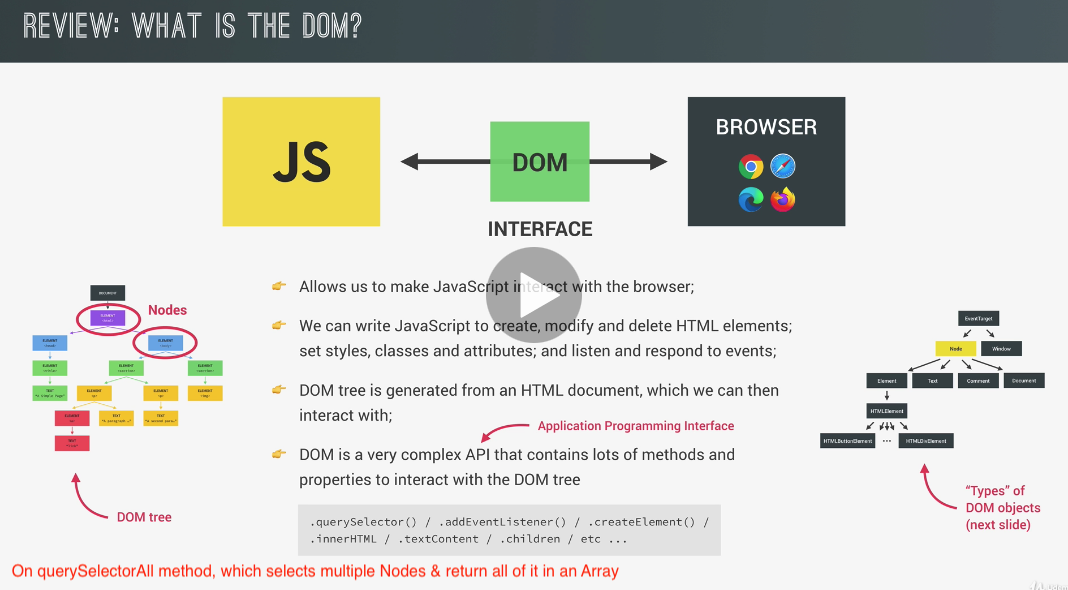 REVIEW: WHAT IS THE DOM?
JS
DOM
BROWSER
INTERFACE
Allows us to make JavaScript interact with the browser;
We can write JavaScript to create, modify and delete HTML elements;
set styles, classes and attributes; and listen and respond to events;
DOM tree is generated from an HTML document, which we can then
interact with;
Application Programming Interface
DOM is a very complex API that contains lots of methods and
properties to interact with the DOM tree
.querySelector() / .addEventListener() / .createElement() /
.innerHTML / .textContent / .children / etc ...
Nodes
DOCUMENT
ELEMENT
ELEMENT
ELEMENT
ELEMENT
ELEMENT
ELEMENT
TEXT
ELEMENT
ELEMENT
ELEMENT
ELEMENT
TEXT
TEXT
TEXT
DOM tree
EventTarget
Node
Window
Element
Text
Comment
Document
HTMLElement
HTMLButtonElement
...
HTMLDivElement
“Types” of
DOM objects
(next slide)
On querySelectorAll method, which selects multiple Nodes & return all of it in an Array